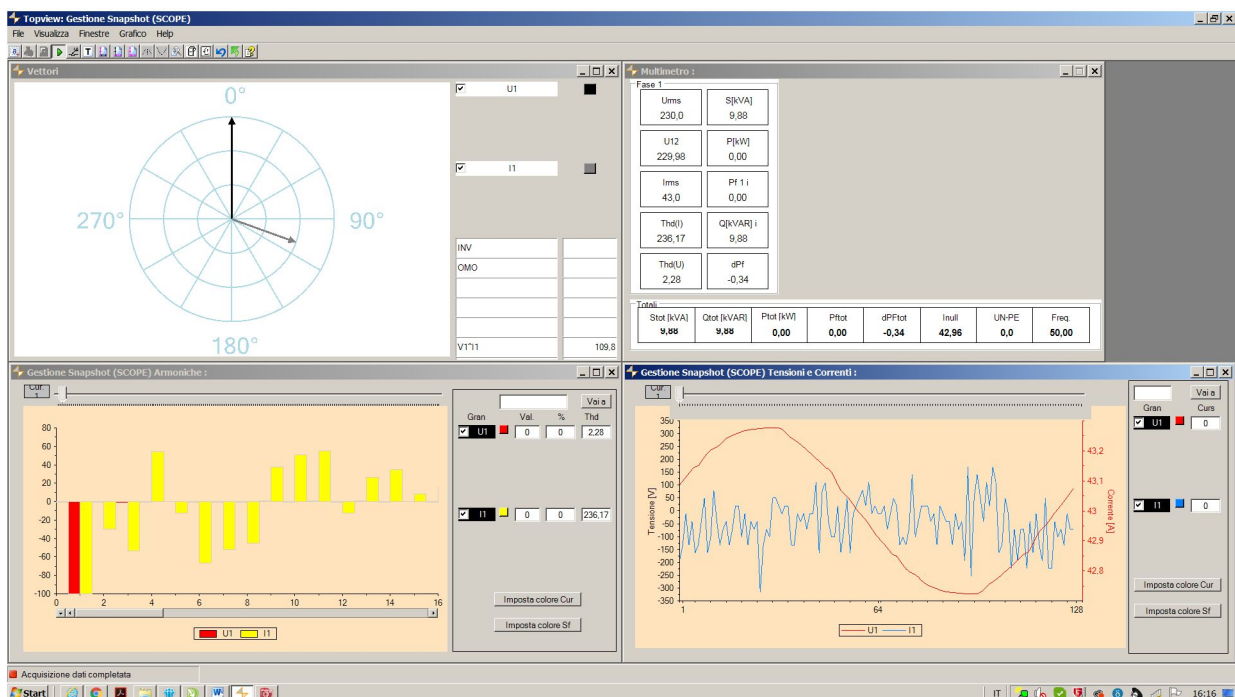 Topview: Gestione Snapshot (SCOPE)
File Visualizza Finestre Grafico Help
Vettori
0°
90°
180°
270°
U1
I1
INV
OMO
V1^I1 109,8
Multimetro :
Fase 1
Urms S[kVA]
230,0 9,88
U12 P[kW]
229,98 0,00
Irms Pf 1 i
43,0 0,00
Thd(I) Q[kVAR] i
236,17 9,88
Thd(U) dPf
2,28 -0,34
Totali
Stot [kVA] Qtot [kVAR] Ptot [kW] Pftot dPFtot Inull UN-PE Freq.
9,88 9,88 0,00 0,00 -0,34 42,96 0,0 50,00
Gestione Snapshot (SCOPE) Armoniche :
Cur.
1
Vai a
Gran Val. % Thd
U1 0 0 2,28
I1 0 0 236,17
Imposta colore Cur
Imposta colore Sf
80
60
40
20
0
-20
-40
-60
-80
-100
0 2 4 6 8 10 12 14 16
U1 I1
Gestione Snapshot (SCOPE) Tensioni e Correnti :
Cur.
1
Vai a
Gran Curs
U1 0
I1 0
Imposta colore Cur
Imposta colore Sf
Tensione [V]
350
300
250
200
150
100
50
0
-50
-100
-150
-200
-250
-300
-350
1 64 128
Corrente [A]
43,2
43,1
43
42,9
42,8
U1 I1
Acquisizione dati completata
Start
IT
16:16